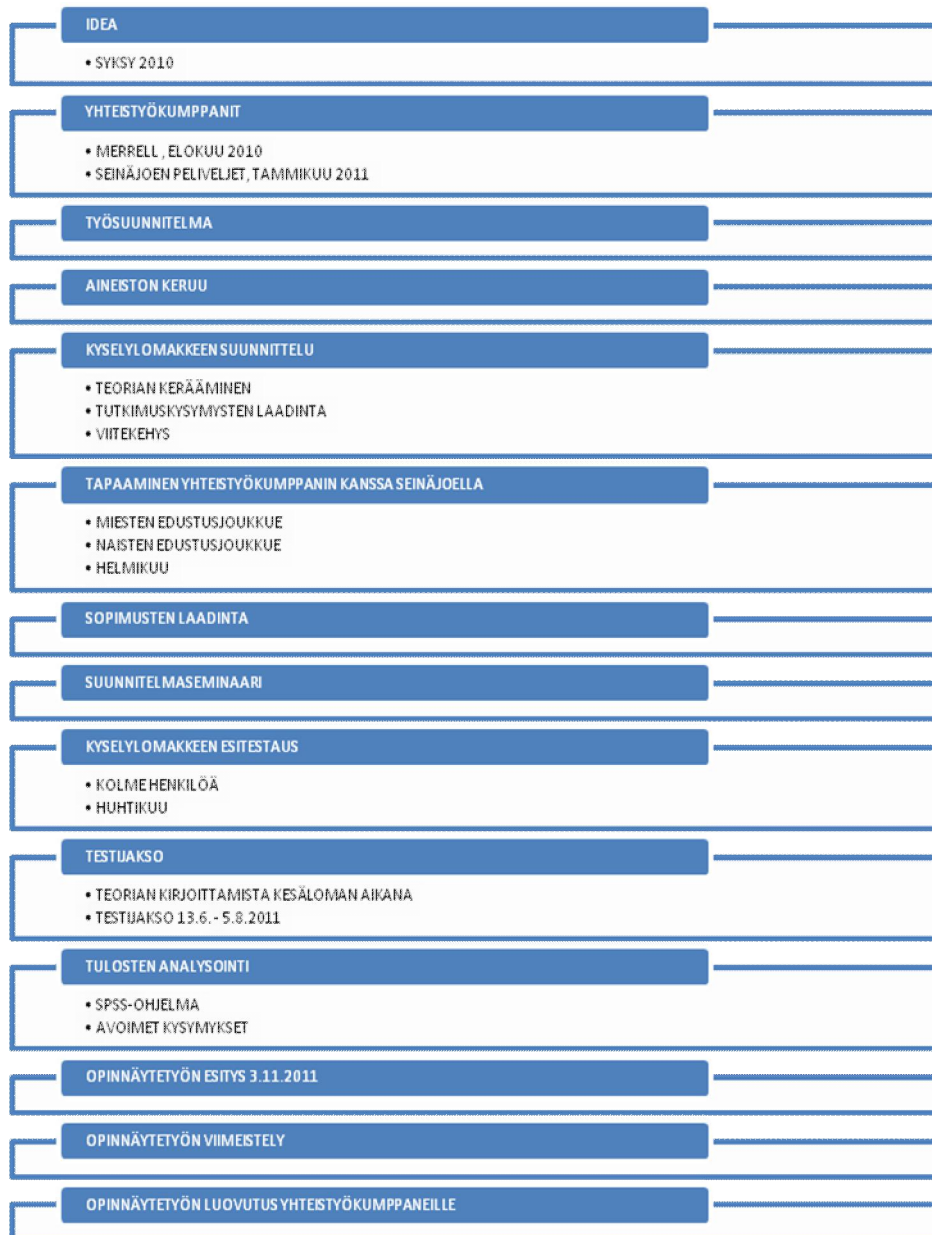 IDEA
• SYKSY 2010
YHTEISTYÖKUMPPANIT
• MERRELL , ELOKUU 2010
• SEINÄJOEN PELIVELJET, TAMMIKUU 2011
TYÖSUUNNITELMA
AINEISTON KERUU
KYSELYLOMAKKEEN SUUNNITTELU
• TEORIAN KERÄÄMINEN
• TUTKIMUSKYSYMYSTEN LAADINTA
• VIITEKEHYS
TAPAAMINEN YHTEISTYÖKUMPPANIN KANSSA SEINÄJOELLA
• MIESTEN EDUSTUSJOUKKUE
• NAISTEN EDUSTUSJOUKKUE
• HELMIKUU
SOPIMUSTEN LAADINTA
SUUNNITELMASEMINAARI
KYSELYLOMAKKEEN ESITESTAUS
• KOLME HENKILÖÄ
• HUHTIKUU
TESTIJAKSO
• TEORIAN KIRJOITTAMISTA KESÄLOMAN AIKANA
• TESTIJAKSO 13.6. - 5.8.2011
TULOSTEN ANALYSOINTI
• SPSS-OHJELMA
• AVOIMET KYSYMYKSET
OPINNÄYTETYÖN ESITYS 3.11.2011
OPINNÄYTETYÖN VIIMEISTELY
OPINNÄYTETYÖN LUOVUTUS YHTEISTYÖKUMPPANEILLE